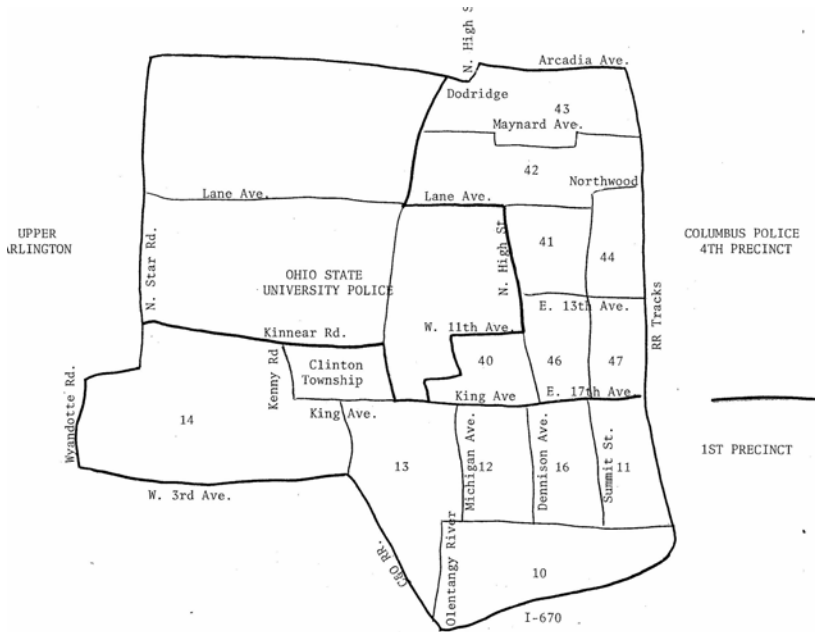 N. High St
Arcadia Ave.
Dodridge
43
Maynard Ave.
42
Northwood
Lane Ave.
Lane Ave.
UPPER
ARLINGTON
N. Star Rd.
N. High St
41
44
COLUMBUS POLICE
4TH PRECINCT
OHIO STATE
UNIVERSITY POLICE
E. 13th Ave.
RR Tracks
Kinnear Rd.
W. 11th Ave.
Kenny Rd
Clinton
Township
40
46
47
Wyandotte Rd.
King Ave
E. 17th Ave.
14
King Ave.
13
Michigan Ave.
12
Dennison Ave.
16
Summit St.
11
1ST PRECINCT
W. 3rd Ave.
C&O RR.
Olentangy River
10
I-670